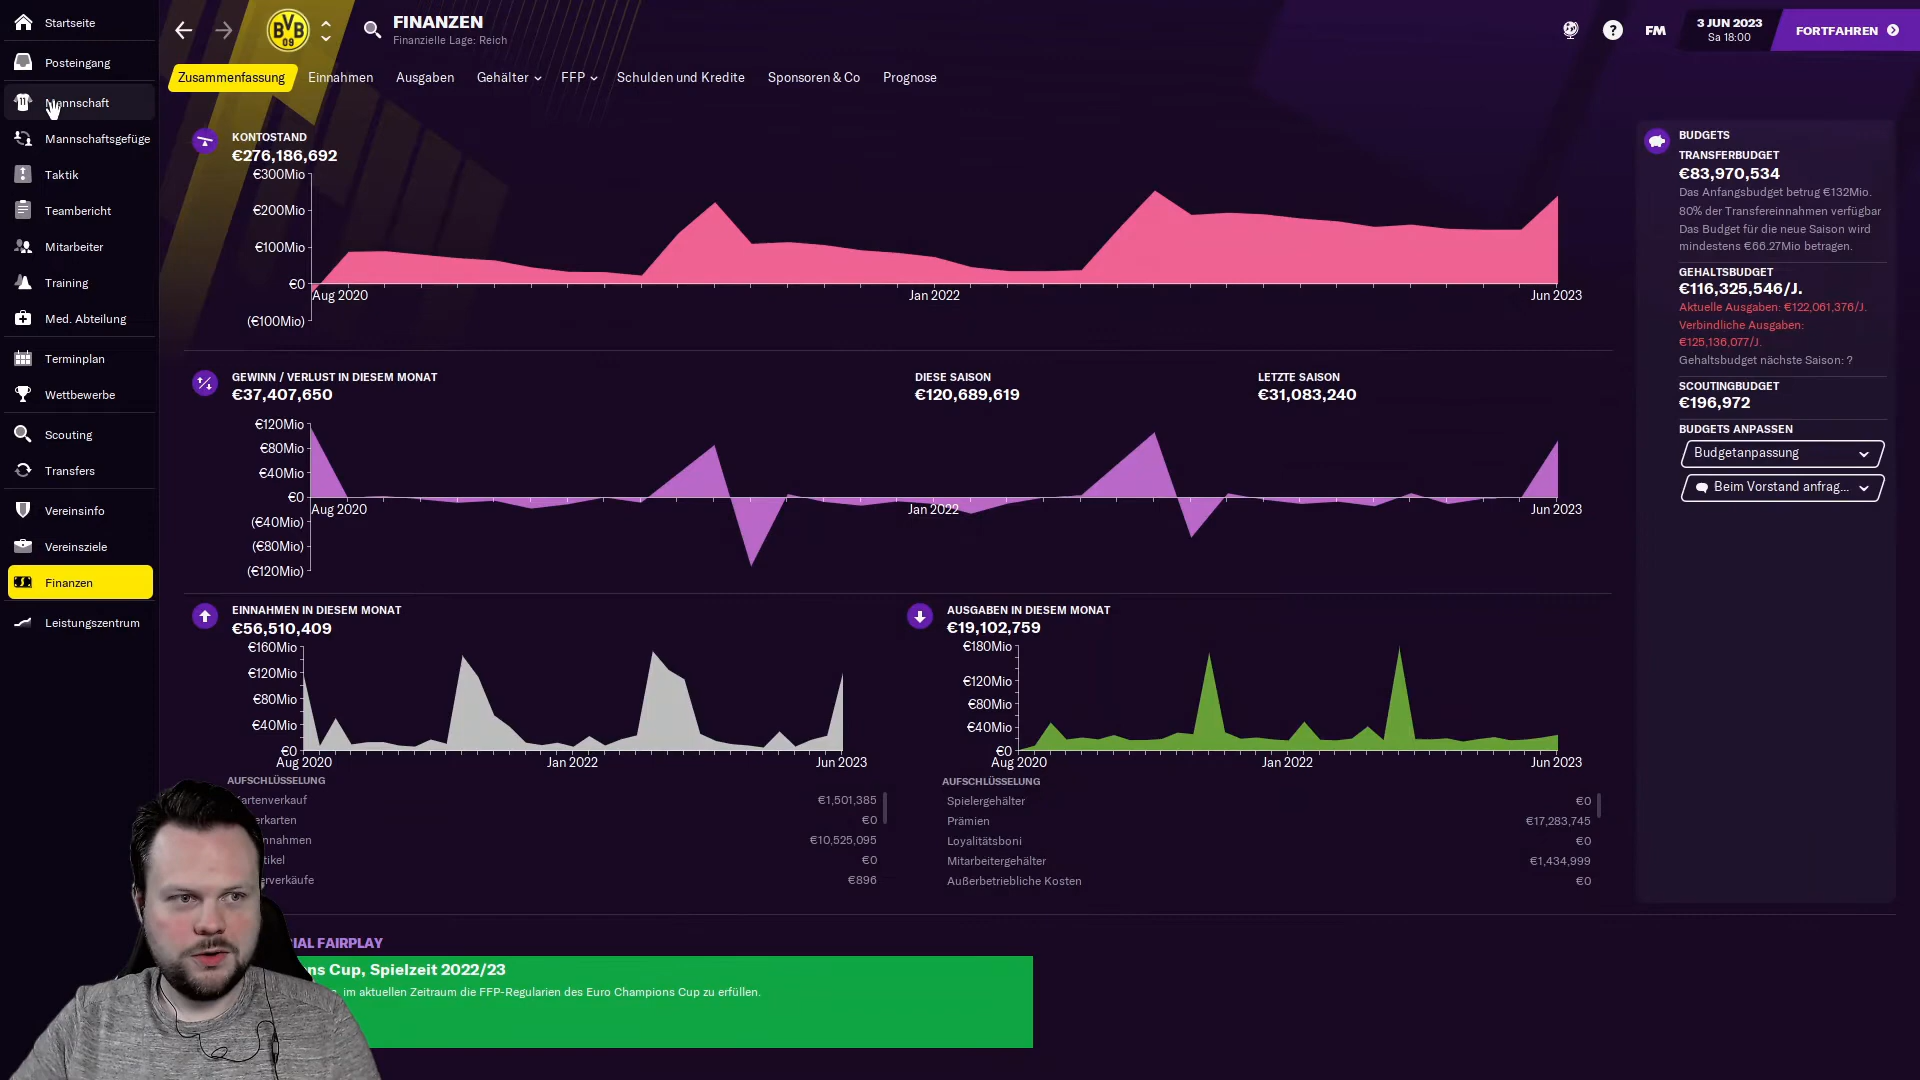 Startseite
Posteingang
Mannschaft
Mannschaftsgefüge
Taktik
Teambericht
Mitarbeiter
Training
Med. Abteilung
Terminplan
Wettbewerbe
Scouting
Transfers
Vereinsinfo
Vereinsziele
Finanzen
Leistungszentrum
BVB
09
FINANZEN
Finanzielle Lage: Reich
FM
3 JUN 2023
Sa 18:00
FORTFAHREN
Zusammenfassung
Einnahmen
Ausgaben
Gehälter
FFP
Schulden und Kredite
Sponsoren & Co
Prognose
KONTOSTAND
€276,186,692
€300Mio
€200Mio
€100Mio
€0
(€100Mio)
Aug 2020
Jan 2022
Jun 2023
GEWINN / VERLUST IN DIESEM MONAT
€37,407,650
DIESE SAISON
€120,689,619
LETZTE SAISON
€31,083,240
€120Mio
€80Mio
€40Mio
€0
(€40Mio)
(€80Mio)
(€120Mio)
Aug 2020
Jan 2022
Jun 2023
EINNAHMEN IN DIESEM MONAT
€56,510,409
€160Mio
€120Mio
€80Mio
€40Mio
€0
Aug 2020
Jan 2022
Jun 2023
AUFSCHLÜSSELUNG
artenverkauf €1,501,385
erkarten €0
nnahmen €10,525,095
tikel €0
erverkäufe €896
AUSGABEN IN DIESEM MONAT
€19,102,759
€180Mio
€120Mio
€80Mio
€40Mio
€0
Aug 2020
Jan 2022
Jun 2023
AUFSCHLÜSSELUNG
Spielergehälter €0
Prämien €17,283,745
Loyalitätsboni €0
Mitarbeitergehälter €1,434,999
Außerbetriebliche Kosten €0
IAL FAIRPLAY
ns Cup, Spielzeit 2022/23
im aktuellen Zeitraum die FFP-Regularien des Euro Champions Cup zu erfüllen.
BUDGETS
TRANSFERBUDGET
€83,970,534
Das Anfangsbudget betrug €132Mio.
80% der Transfereinnahmen verfügbar
Das Budget für die neue Saison wird
mindestens €66.27Mio betragen.
GEHALTSBUDGET
€116,325,546/J.
Aktuelle Ausgaben: €122,061,376/J.
Verbindliche Ausgaben:
€125,136,077/J.
Gehaltsbudget nächste Saison: ?
SCOUTINGBUDGET
€196,972
BUDGETS ANPASSEN
Budgetanpassung
Beim Vorstand anfrag...